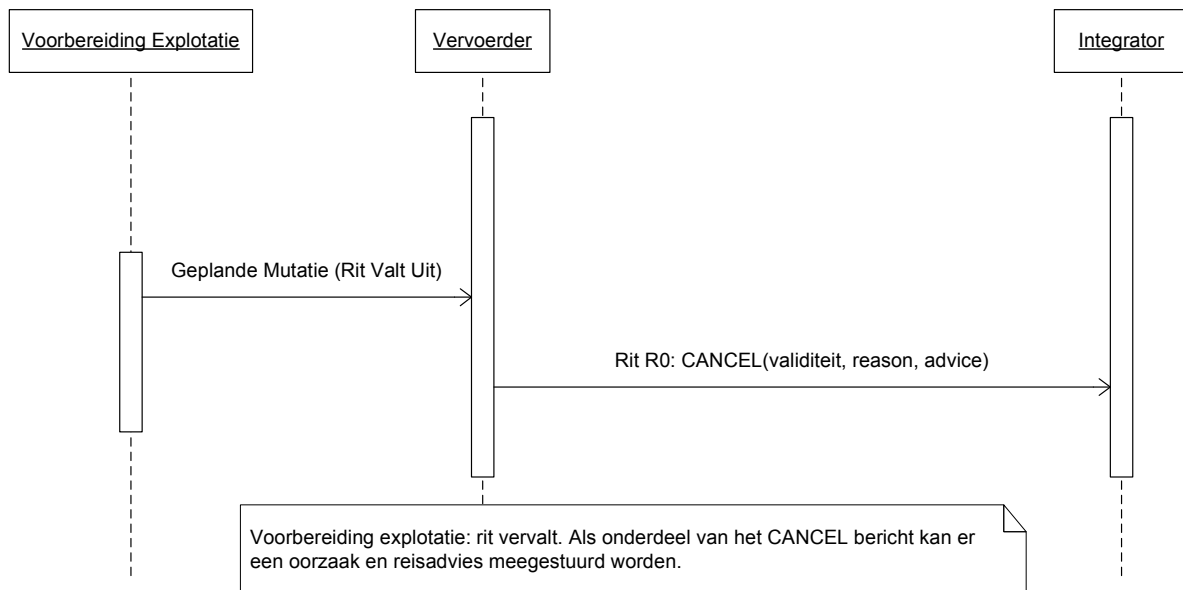 Voorbereiding Explotatie
Vervoerder
Integrator
Geplande Mutatie (Rit Valt Uit)
Rit R0: CANCEL(validiteit, reason, advice)
Voorbereiding explotatie: rit vervalt. Als onderdeel van het CANCEL bericht kan er
een oorzaak en reisadvies meegestuurd worden.